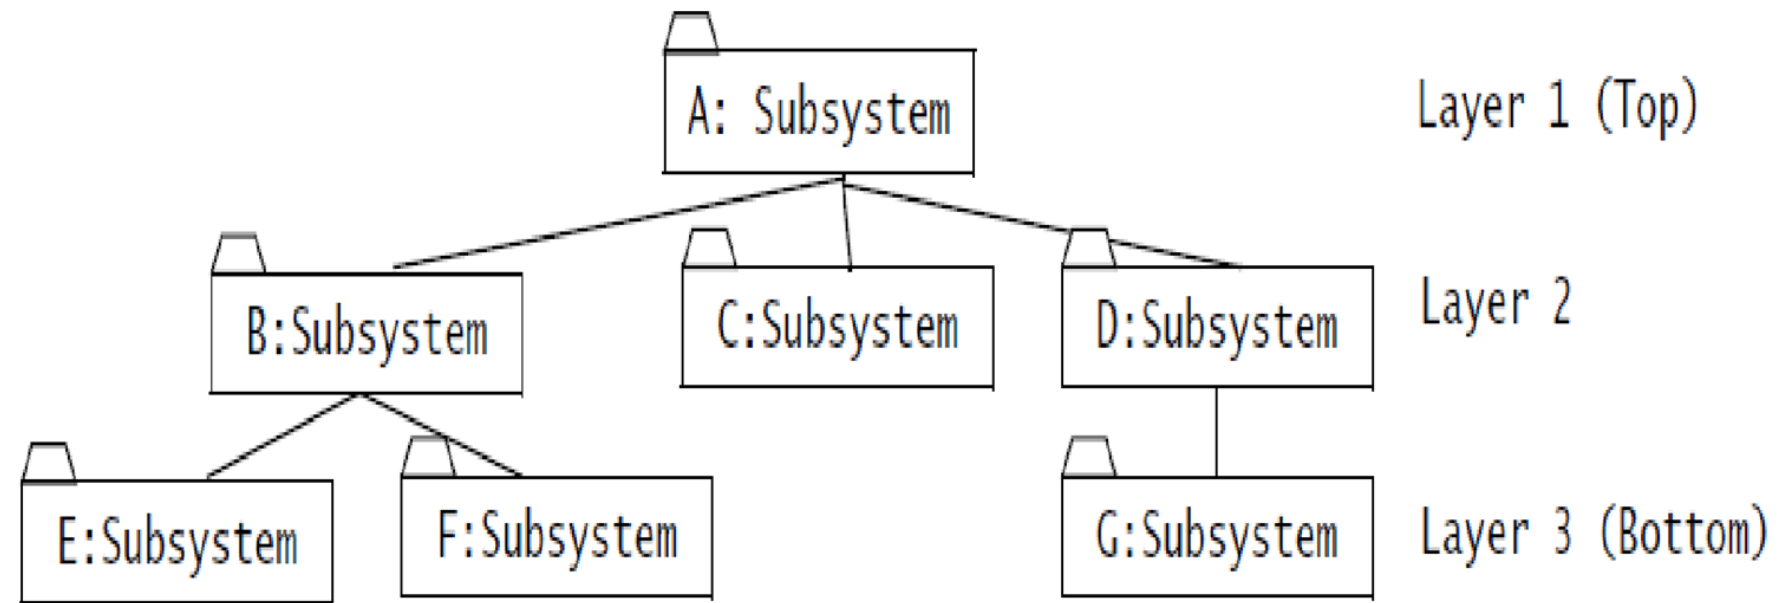 A: Subsystem
Layer 1 (Top)
B:Subsystem
C:Subsystem
D:Subsystem
Layer 2
E:Subsystem
F:Subsystem
G:Subsystem
Layer 3 (Bottom)